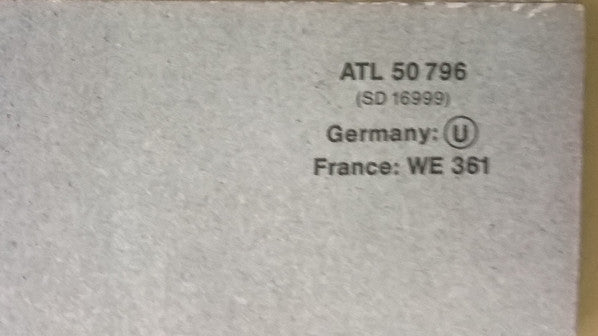 ATL 50 796
(SD 16999)
Germany: Ⓤ
France: WE 361